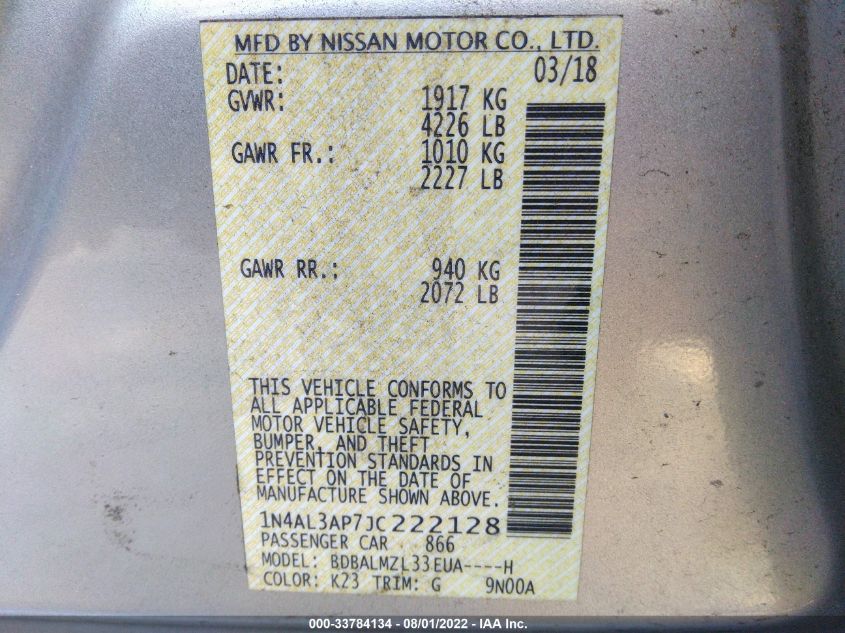 MFD BY NISSAN MOTOR CO., LTD.
DATE: 03/18
GVWR: 1917 KG
4226 LB
GAWR FR.: 1010 KG
2227 LB
GAWR RR.: 940 KG
2072 LB
THIS VEHICLE CONFORMS TO
ALL APPLICABLE FEDERAL
MOTOR VEHICLE SAFETY,
BUMPER, AND THEFT
PREVENTION STANDARDS IN
EFFECT ON THE DATE OF
MANUFACTURE SHOWN ABOVE.
1N4AL3AP7JC222128
PASSENGER CAR 866
MODEL: BDBALMZL33EUA----H
COLOR: K23 TRIM: G 9N00A
000-33784134 - 08/01/2022 - IAA Inc.